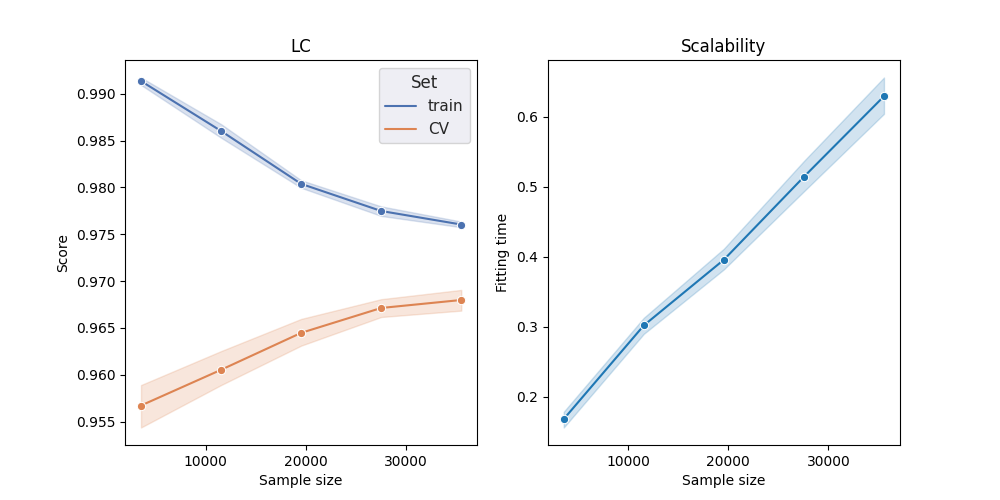 LC
Score
0.990
0.985
0.980
0.975
0.970
0.965
0.960
0.955
Set
train
CV
10000 20000 30000
Sample size
Scalability
Fitting time
0.6
0.5
0.4
0.3
0.2
10000 20000 30000
Sample size